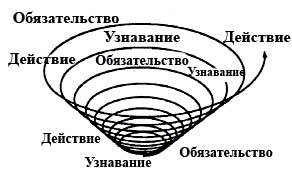 Обязательство
Узнавание
Действие
Действие
Обязательство
Узнавание
Действие
Обязательство
Узнавание